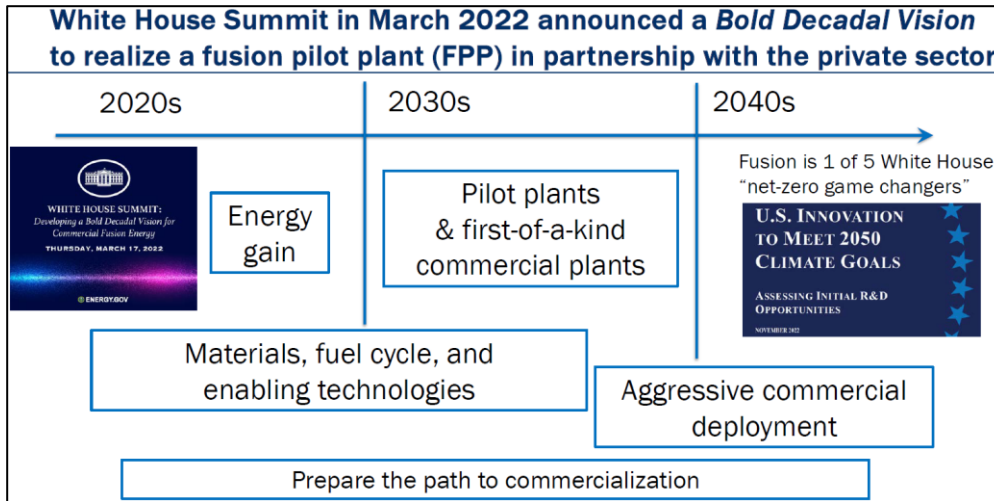 White House Summit in March 2022 announced a Bold Decadal Vision
to realize a fusion pilot plant (FPP) in partnership with the private sector
2020s
2030s
2040s
WHITE HOUSE SUMMIT:
Developing a Bold Decadal Vision for
Commercial Fusion Energy
THURSDAY, MARCH 17, 2022
ENERGY.GOV
Energy
gain
Pilot plants
& first-of-a-kind
commercial plants
Fusion is 1 of 5 White House
“net-zero game changers”
U.S. INNOVATION
TO MEET 2050
CLIMATE GOALS
ASSESSING INITIAL R&D
OPPORTUNITIES
NOVEMBER 2022
Materials, fuel cycle, and
enabling technologies
Aggressive commercial
deployment
Prepare the path to commercialization